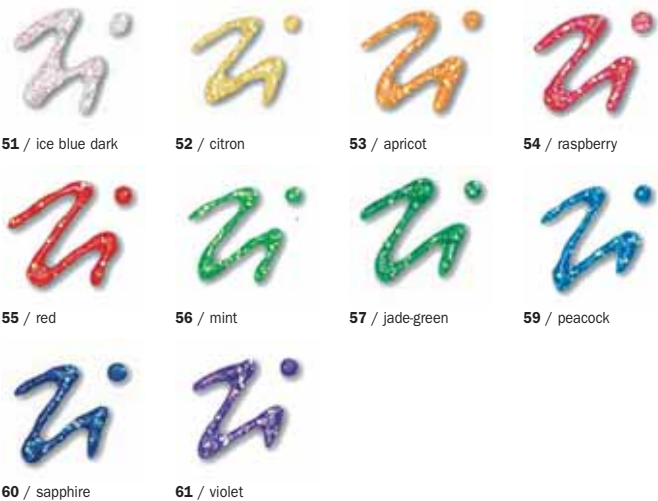 51 / ice blue dark
52 / citron
53 / apricot
54 / raspberry
55 / red
56 / mint
57 / jade-green
59 / peacock
60 / sapphire
61 / violet